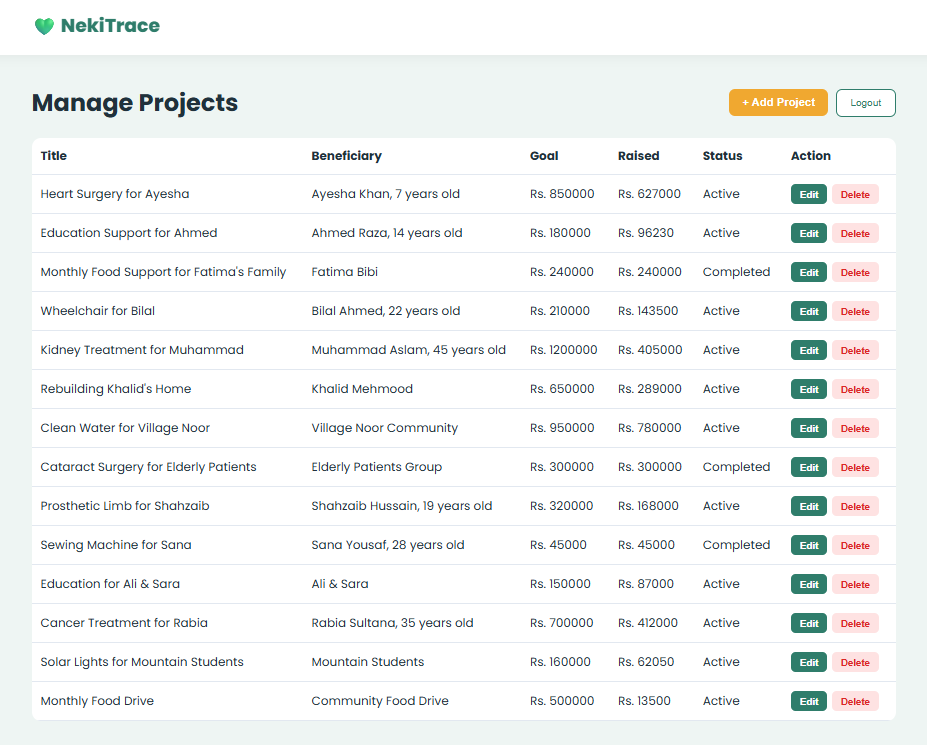 NekiTrace
Manage Projects
+ Add Project
Logout
Title Beneficiary Goal Raised Status Action
Heart Surgery for Ayesha Ayesha Khan, 7 years old Rs. 850000 Rs. 627000 Active Edit Delete
Education Support for Ahmed Ahmed Raza, 14 years old Rs. 180000 Rs. 96230 Active Edit Delete
Monthly Food Support for Fatima's Family Fatima Bibi Rs. 240000 Rs. 240000 Completed Edit Delete
Wheelchair for Bilal Bilal Ahmed, 22 years old Rs. 210000 Rs. 143500 Active Edit Delete
Kidney Treatment for Muhammad Muhammad Aslam, 45 years old Rs. 1200000 Rs. 405000 Active Edit Delete
Rebuilding Khalid's Home Khalid Mehmood Rs. 650000 Rs. 289000 Active Edit Delete
Clean Water for Village Noor Village Noor Community Rs. 950000 Rs. 780000 Active Edit Delete
Cataract Surgery for Elderly Patients Elderly Patients Group Rs. 300000 Rs. 300000 Completed Edit Delete
Prosthetic Limb for Shahzaib Shahzaib Hussain, 19 years old Rs. 320000 Rs. 168000 Active Edit Delete
Sewing Machine for Sana Sana Yousaf, 28 years old Rs. 45000 Rs. 45000 Completed Edit Delete
Education for Ali & Sara Ali & Sara Rs. 150000 Rs. 87000 Active Edit Delete
Cancer Treatment for Rabia Rabia Sultana, 35 years old Rs. 700000 Rs. 412000 Active Edit Delete
Solar Lights for Mountain Students Mountain Students Rs. 160000 Rs. 62050 Active Edit Delete
Monthly Food Drive Community Food Drive Rs. 500000 Rs. 13500 Active Edit Delete